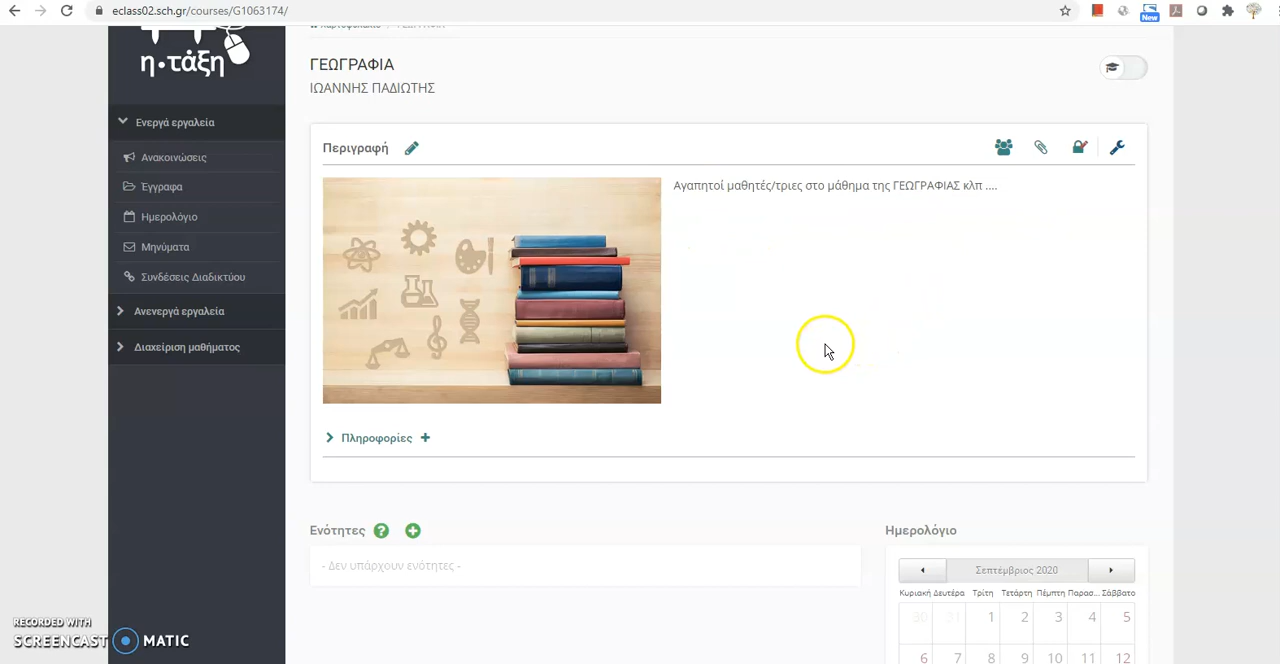 eclass02.sch.gr/courses/G1063174/
New
η•τάξη
ΓΕΩΓΡΑΦΙΑ
ΙΩΑΝΝΗΣ ΠΑΔΙΩΤΗΣ
Ενεργά εργαλεία
Ανακοινώσεις
Έγγραφα
Ημερολόγιο
Μηνύματα
Συνδέσεις Διαδικτύου
Ανενεργά εργαλεία
Διαχείριση μαθήματος
Περιγραφή
Αγαπητοί μαθητές/τριες στο μάθημα της ΓΕΩΓΡΑΦΙΑΣ κλπ ....
Πληροφορίες
Ενότητες
- Δεν υπάρχουν ενότητες -
Ημερολόγιο
Σεπτέμβριος 2020
Κυριακή Δευτέρα Τρίτη Τετάρτη Πέμπτη Παρασ... Σάββατο
30 31 1 2 3 4 5
6 7 8 9 10 11 12
RECORDED WITH
SCREENCAST MATIC